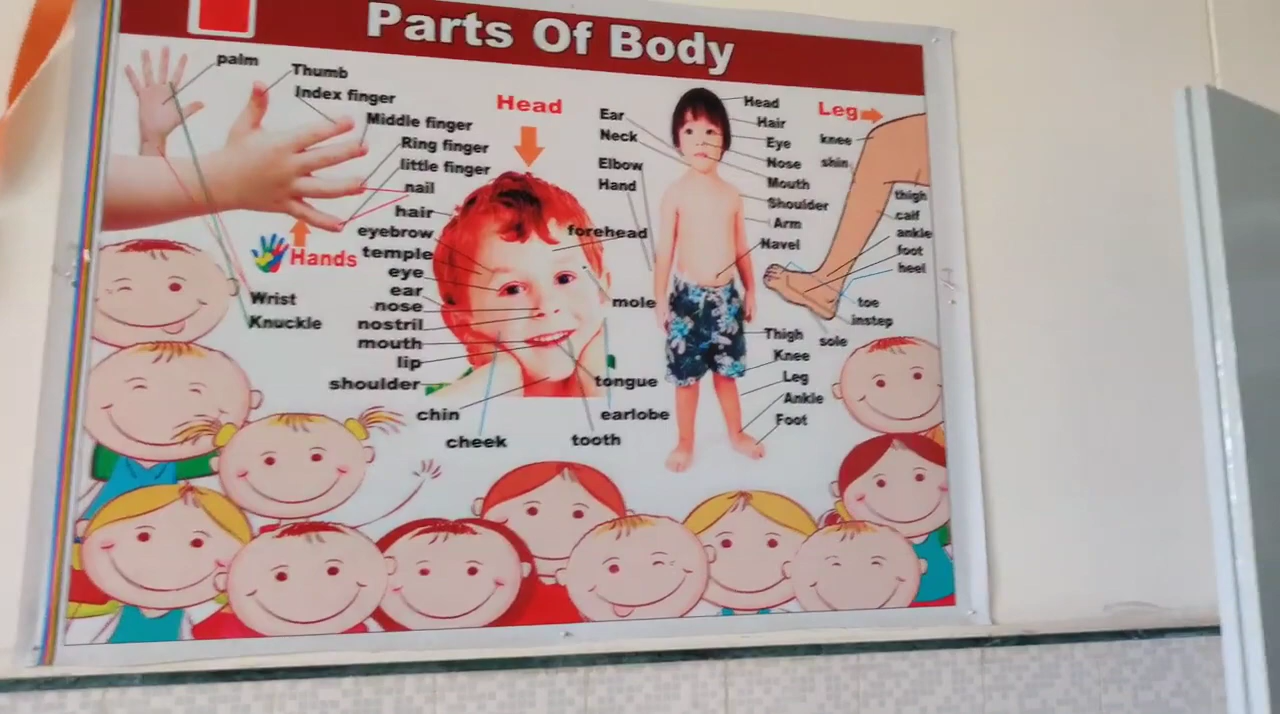 Parts Of Body
palm
Thumb
Index finger
Middle finger
Ring finger
little finger
nail
Hands
Wrist
Knuckle
Head
hair
eyebrow
temple
eye
ear
nose
nostril
mouth
lip
shoulder
chin
cheek
forehead
mole
tongue
earlobe
tooth
Ear
Neck
Elbow
Hand
Head
Hair
Eye
Nose
Mouth
Shoulder
Arm
Navel
Thigh
Knee
Leg
Ankle
Foot
Leg
knee
shin
thigh
calf
ankle
foot
heel
toe
instep
sole